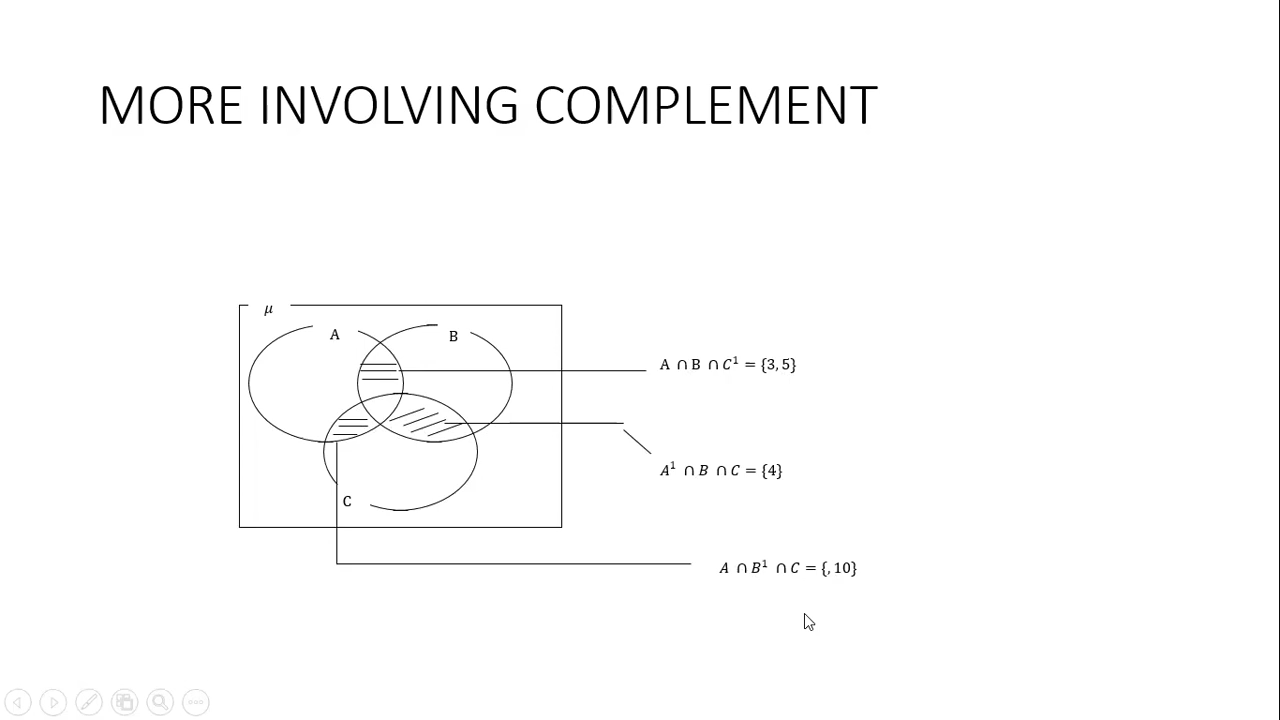 MORE INVOLVING COMPLEMENT
μ
A
B
A ∩ B ∩ C¹ = {3, 5}
A¹ ∩ B ∩ C = {4}
C
A ∩ B¹ ∩ C = {, 10}